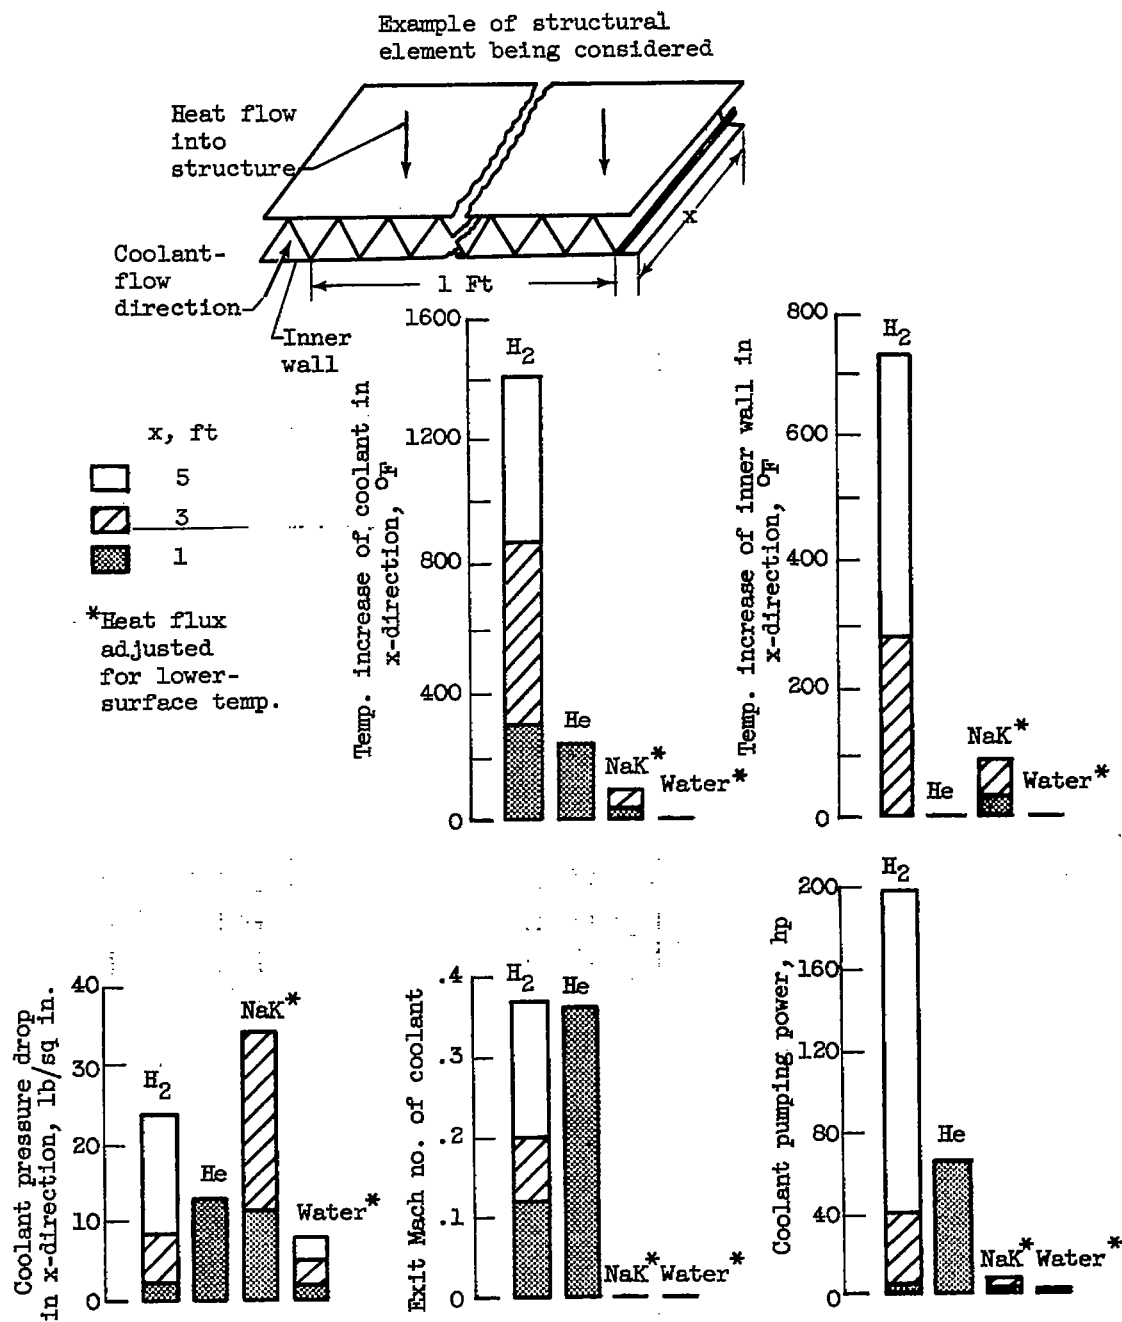 Example of structural
element being considered
Heat flow
into
structure
x
Coolant-
flow
direction
1 Ft
Inner
wall
x, ft
5
3
1
*Heat flux
adjusted
for lower-
surface temp.
Temp. increase of coolant in
x-direction, °F
1600
1200
800
400
0
H2
He
NaK*
Water*
Temp. increase of inner wall in
x-direction, °F
800
600
400
200
0
H2
He
NaK*
Water*
Coolant pressure drop
in x-direction, lb/sq in.
40
30
20
10
0
H2
He
NaK*
Water*
Exit Mach no. of coolant
.4
.3
.2
.1
0
H2
He
NaK* Water*
Coolant pumping power, hp
200
160
120
80
40
0
H2
He
NaK* Water*